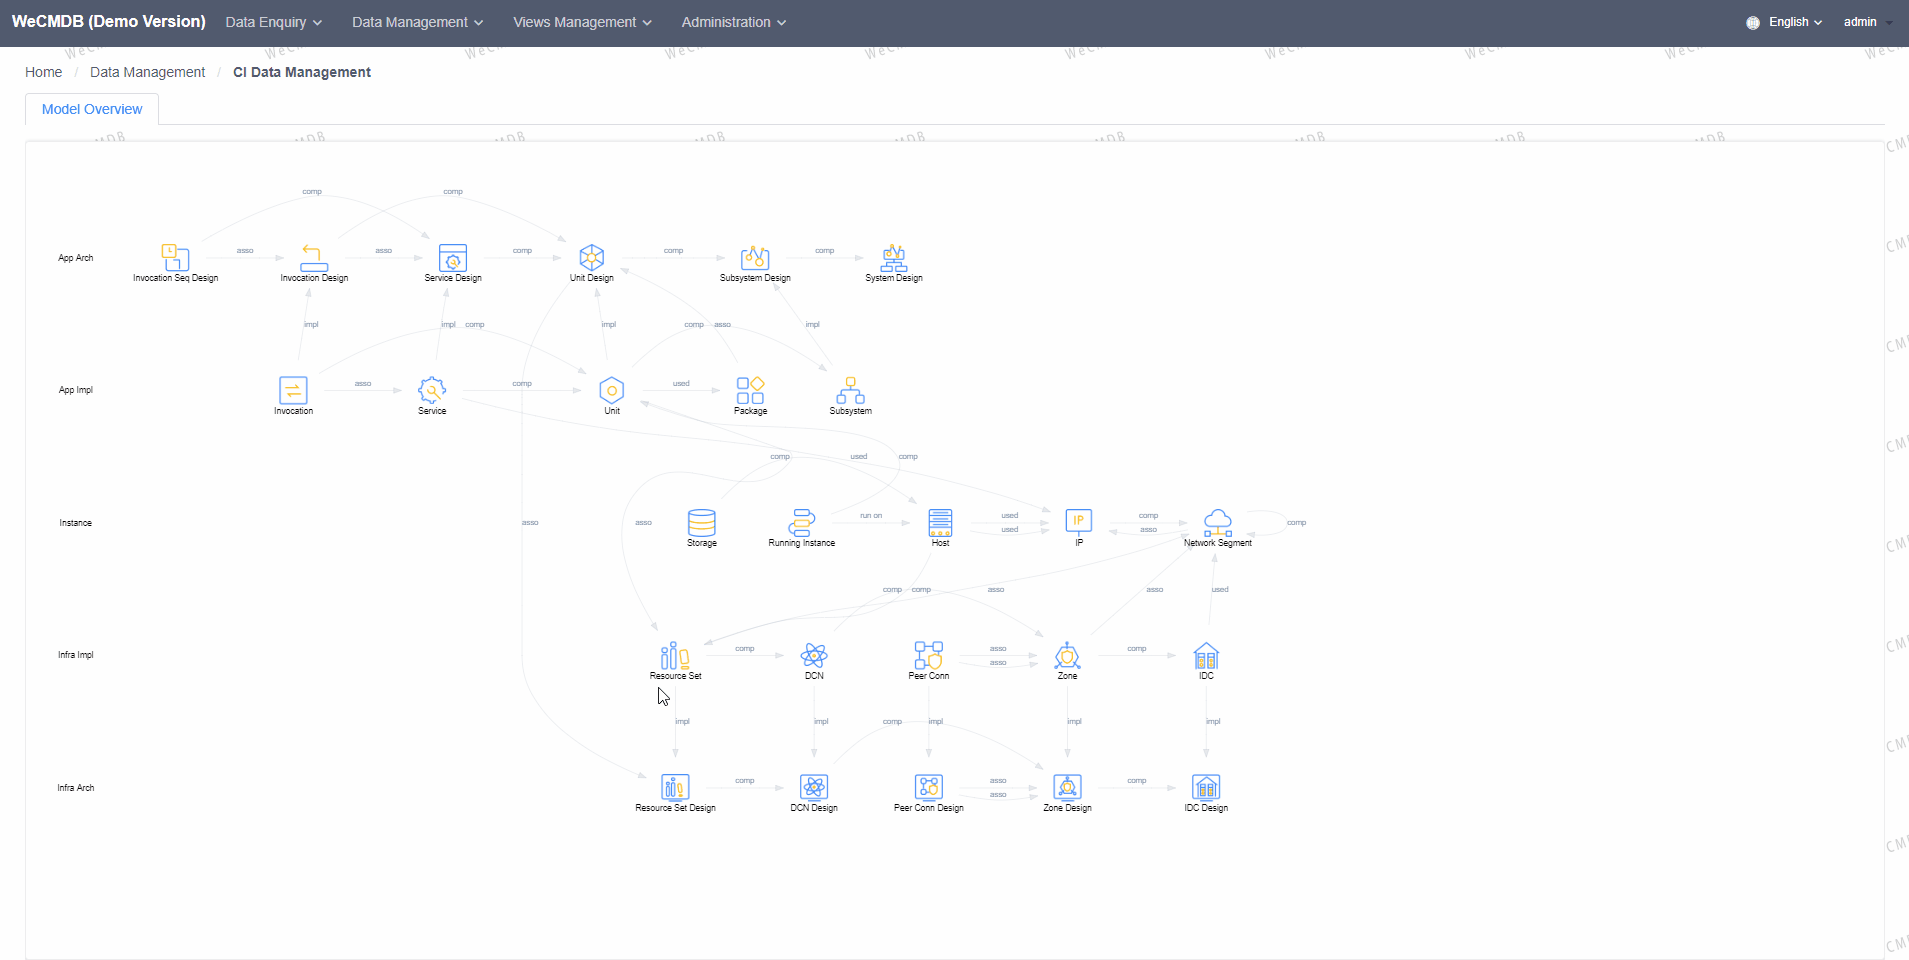 WeCMDB (Demo Version) Data Enquiry Data Management Views Management Administration English admin
Home / Data Management / CI Data Management
Model Overview
comp comp
App Arch asso asso comp comp comp
Invocation Seq Design Invocation Design Service Design Unit Design Subsystem Design System Design
impl impl comp impl comp asso impl
App Impl asso comp used
Invocation Service Unit Package Subsystem
comp used comp
Instance asso asso run on used used IP comp asso comp
Storage Running Instance Host IP Network Segment
comp comp asso asso used
Infra Impl comp asso asso comp
Resource Set DCN Peer Conn Zone IDC
impl impl comp impl impl impl
Infra Arch comp asso asso comp
Resource Set Design DCN Design Peer Conn Design Zone Design IDC Design